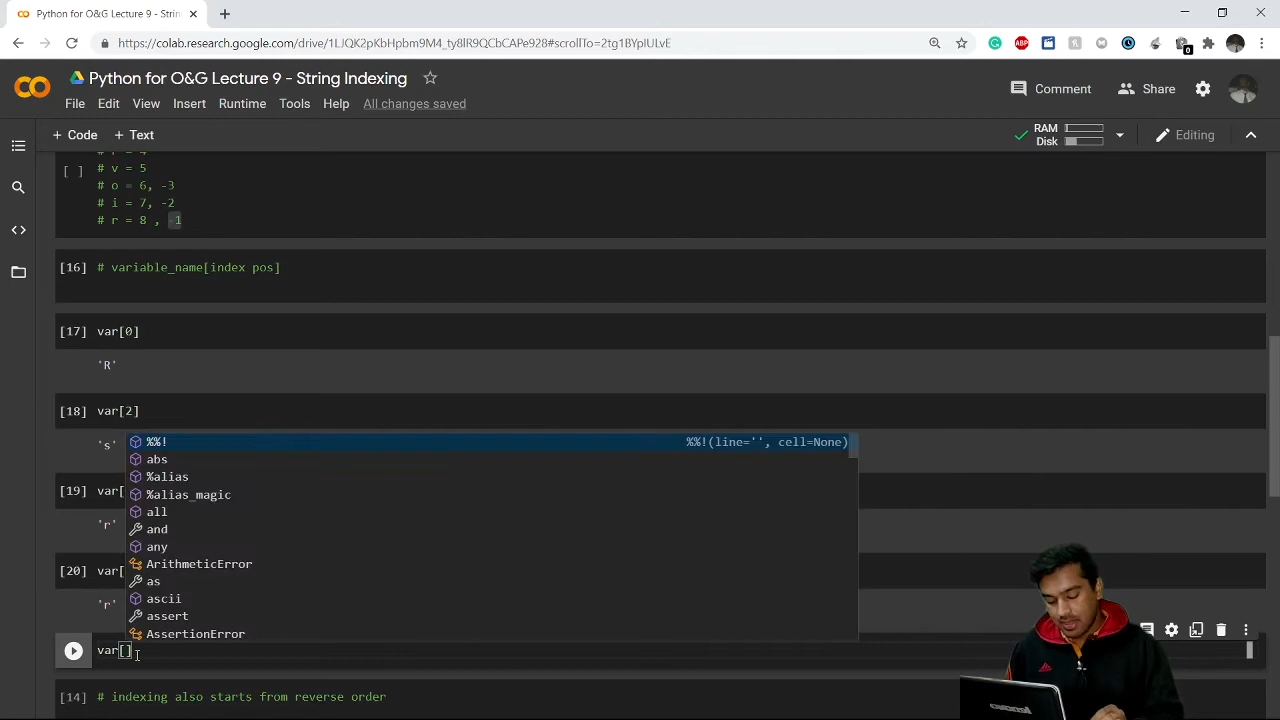 Python for O&G Lecture 9 - Strin
https://colab.research.google.com/drive/1LJQK2pKbHpbm9M4_ty8lR9QCbCAPe928#scrollTo=2tg1BYplULvE
Python for O&G Lecture 9 - String Indexing
Comment
Share
File Edit View Insert Runtime Tools Help All changes saved
+ Code + Text
RAM
Disk
Editing
[ ] # v = 5
# o = 6, -3
# i = 7, -2
# r = 8 , -1
[16] # variable_name[index pos]
[17] var[0]
'R'
[18] var[2]
's'
%%! %%!(line='', cell=None)
abs
%alias
%alias_magic
[19] var[
all
'r'
and
any
ArithmeticError
[20] var[
as
ascii
'r'
assert
AssertionError
var[]
[14] # indexing also starts from reverse order